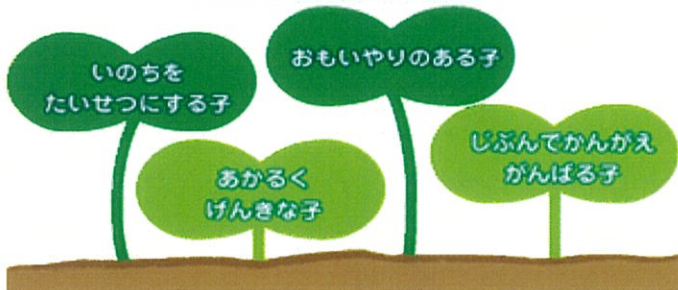 いのちを
たいせつにする子
おもいやりのある子
あかるく
げんきな子
じぶんでかんがえ
がんばる子